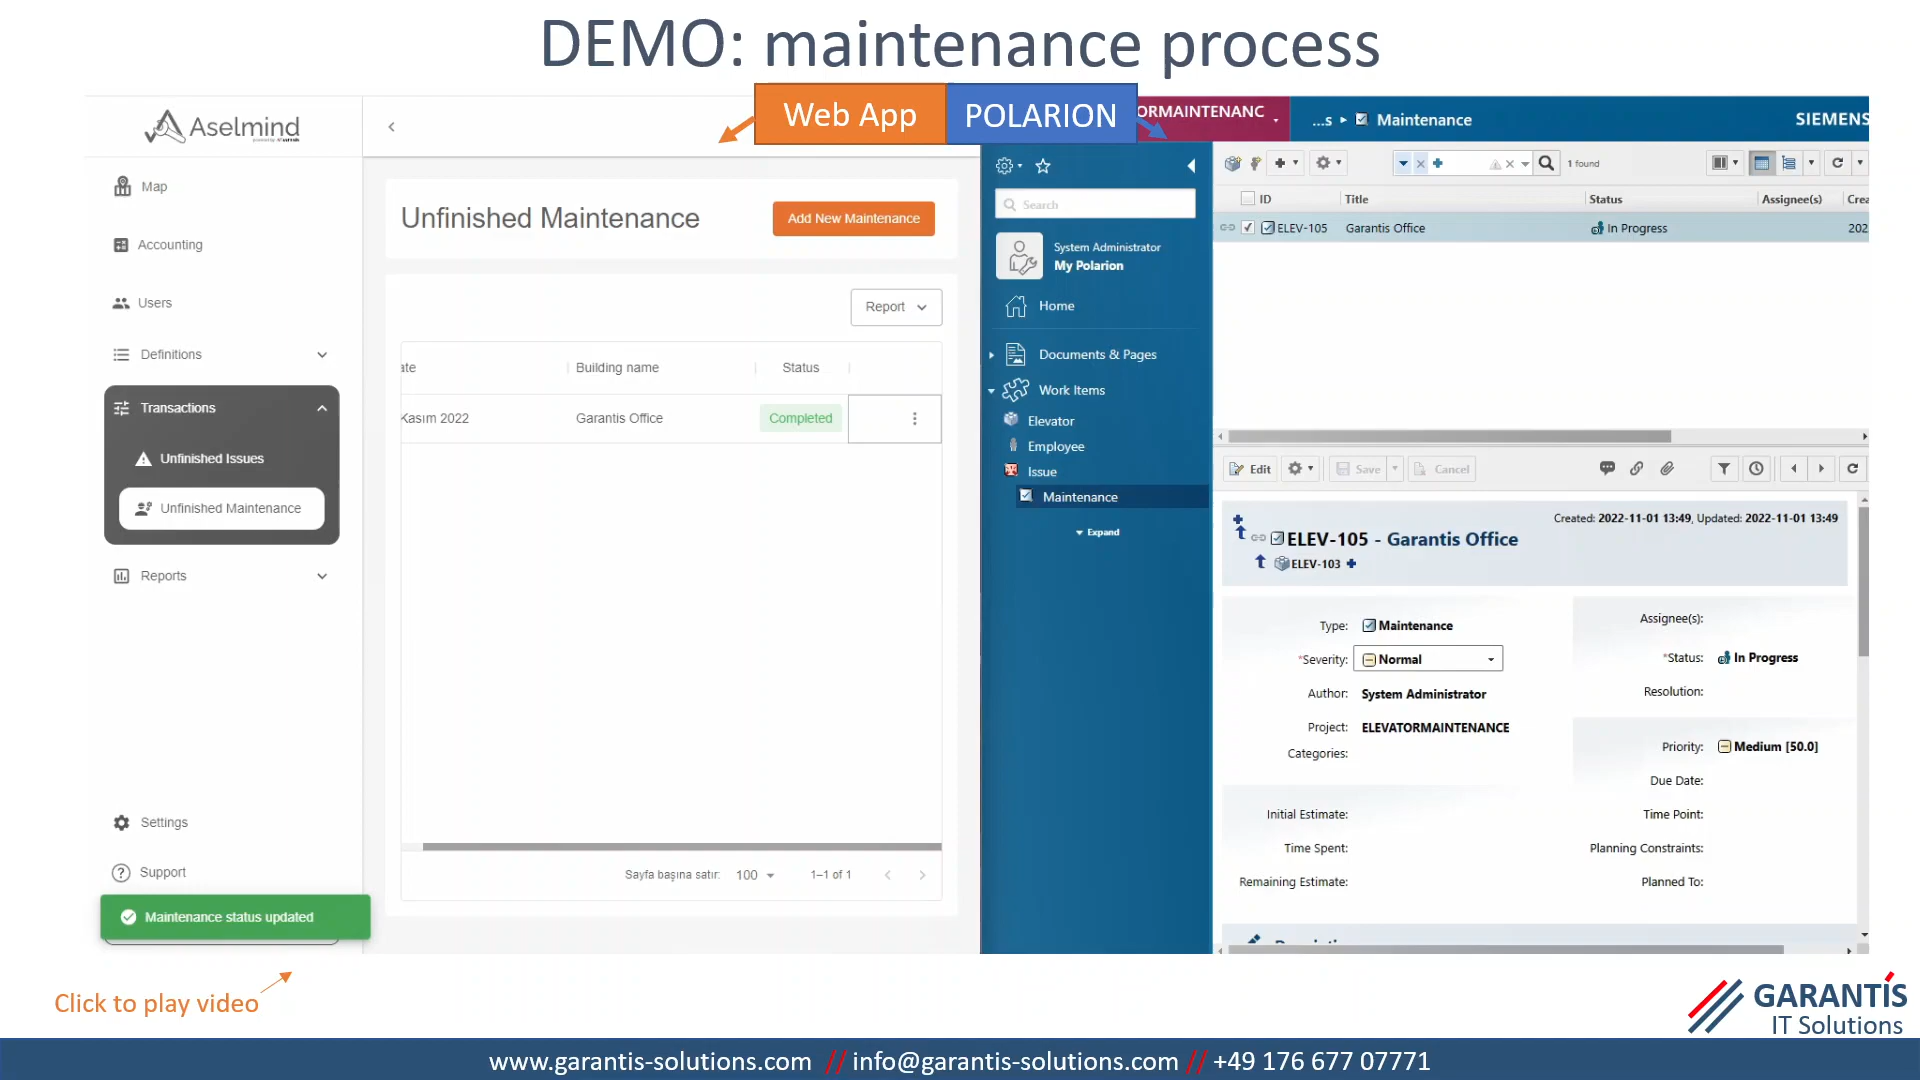 DEMO: maintenance process
Web App
POLARION
ORMAINTENANC
...s
Maintenance
SIEMENS
Aselmind
Map
Accounting
Users
Definitions
Transactions
Unfinished Issues
Unfinished Maintenance
Reports
Settings
Support
Maintenance status updated
Unfinished Maintenance
Add New Maintenance
Report
ate
Building name
Status
Kasım 2022
Garantis Office
Completed
Sayfa başına satır:
100
1–1 of 1
Search
System Administrator
My Polarion
Home
Documents & Pages
Work Items
Elevator
Employee
Issue
Maintenance
Expand
1 found
ID
Title
Status
Assignee(s)
Crea
ELEV-105
Garantis Office
In Progress
202
Edit
Save
Cancel
Created: 2022-11-01 13:49, Updated: 2022-11-01 13:49
ELEV-105 - Garantis Office
ELEV-103
Type: Maintenance
*Severity: Normal
Author: System Administrator
Project: ELEVATORMAINTENANCE
Categories:
Assignee(s):
*Status: In Progress
Resolution:
Priority: Medium [50.0]
Due Date:
Initial Estimate:
Time Point:
Time Spent:
Planning Constraints:
Remaining Estimate:
Planned To:
Click to play video
GARANTİS
IT Solutions
www.garantis-solutions.com // info@garantis-solutions.com // +49 176 677 07771